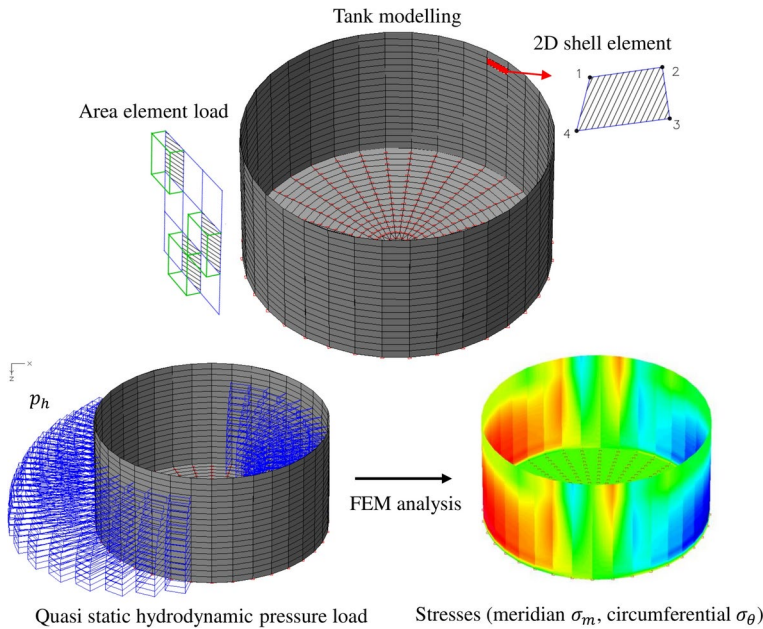 Tank modelling
2D shell element
1
2
3
4
Area element load
x
z
p_h
FEM analysis
Quasi static hydrodynamic pressure load
Stresses (meridian σ_m, circumferential σ_θ)